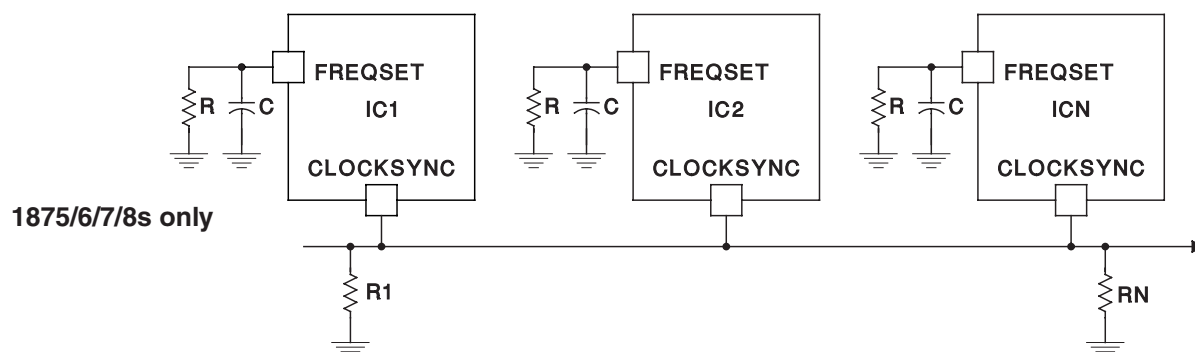 FREQSET
FREQSET
FREQSET
R
C
IC1
R
C
IC2
R
C
ICN
CLOCKSYNC
CLOCKSYNC
CLOCKSYNC
1875/6/7/8s only
R1
RN